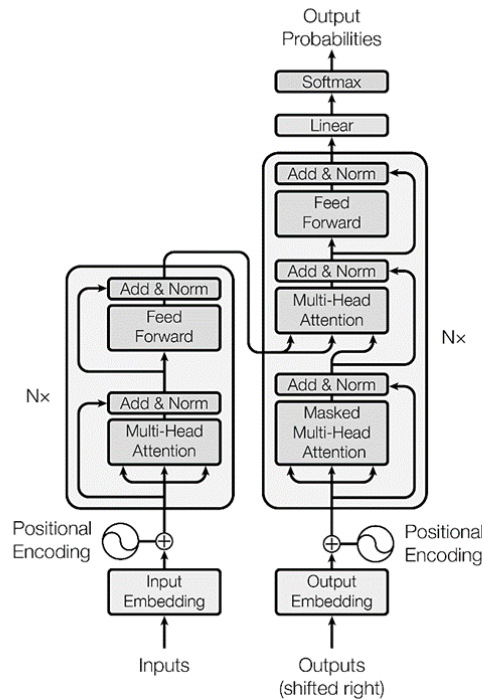 Output
Probabilities
Softmax
Linear
Add & Norm
Feed
Forward
Add & Norm
Multi-Head
Attention
Nx
Add & Norm
Masked
Multi-Head
Attention
Positional
Encoding
Output
Embedding
Outputs
(shifted right)
Add & Norm
Feed
Forward
Nx
Add & Norm
Multi-Head
Attention
Positional
Encoding
Input
Embedding
Inputs